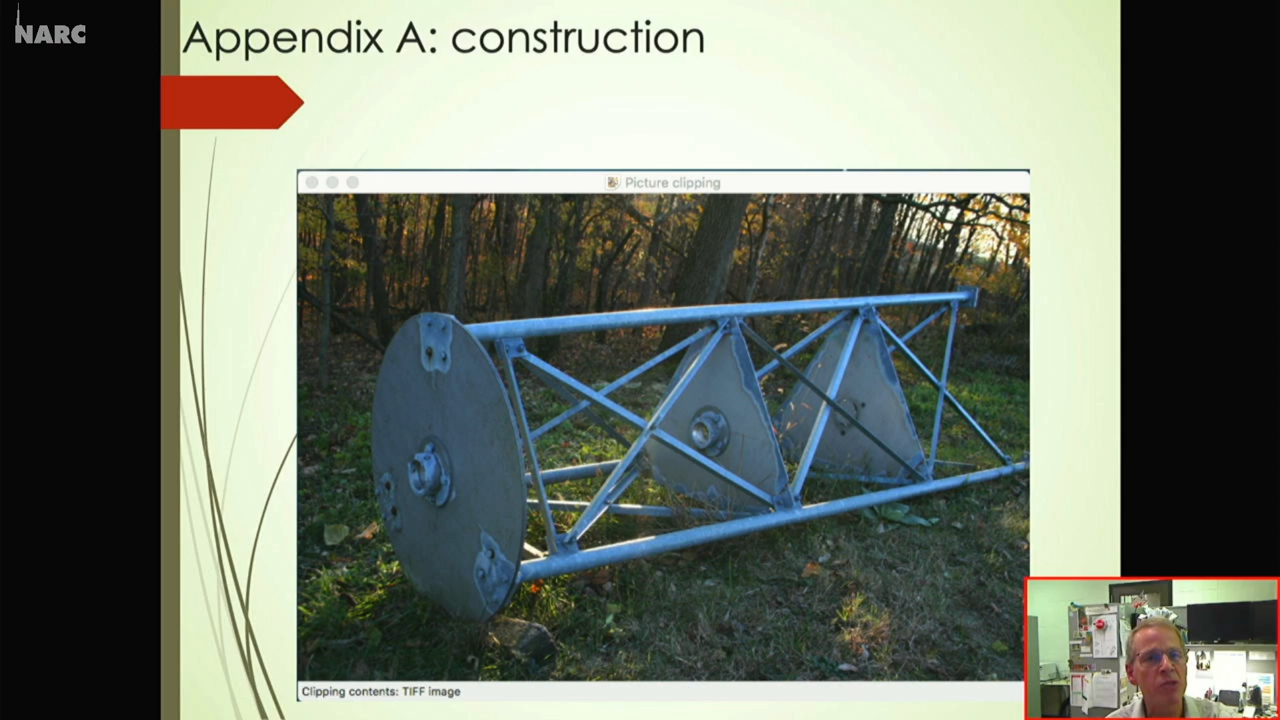 NARC
Appendix A: construction
Picture clipping
Clipping contents: TIFF image